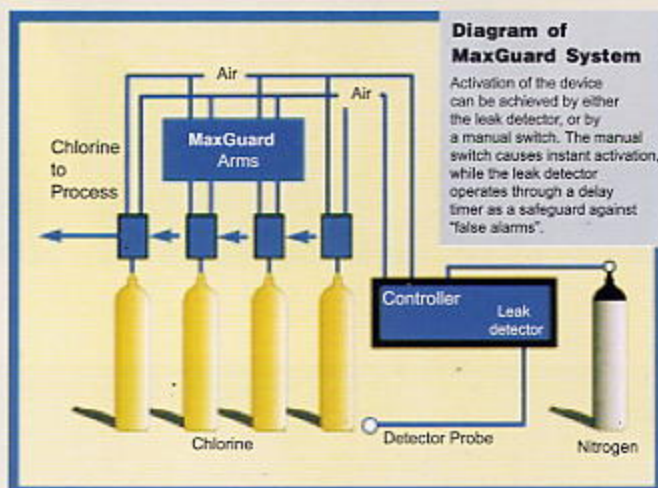 Diagram of
MaxGuard System
Activation of the device
can be achieved by either
the leak detector, or by
a manual switch. The manual
switch causes instant activation,
while the leak detector
operates through a delay
timer as a safeguard against
"false alarms".
Air
Air
MaxGuard
Arms
Chlorine
to
Process
Controller
Leak
detector
Chlorine
Detector Probe
Nitrogen